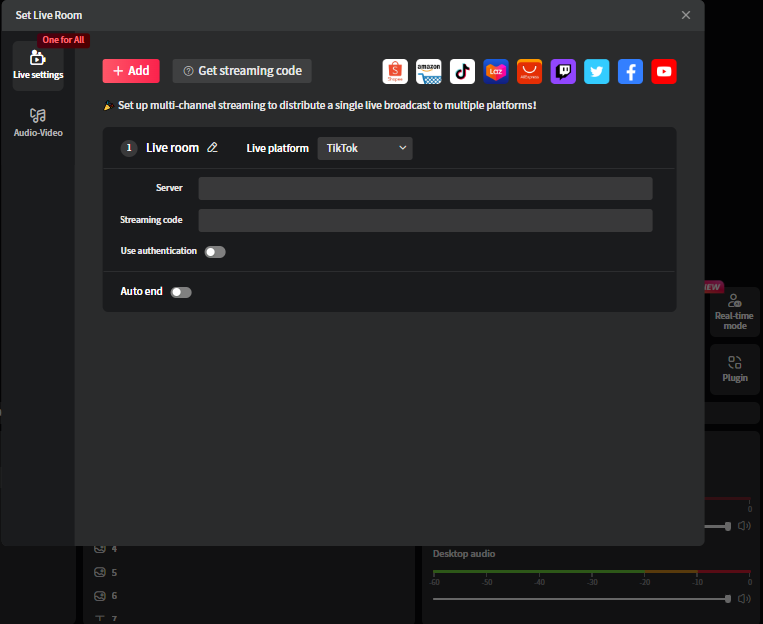 Set Live Room
One for All
Live settings
Audio-Video
+ Add
Get streaming code
Shopee
amazon
Laz
AliExpress
Set up multi-channel streaming to distribute a single live broadcast to multiple platforms!
1 Live room
Live platform
TikTok
Server
Streaming code
Use authentication
Auto end
NEW
Real-time
mode
Plugin
0
4
5
6
7
Desktop audio
-60 -50 -40 -30 -20 -10 0